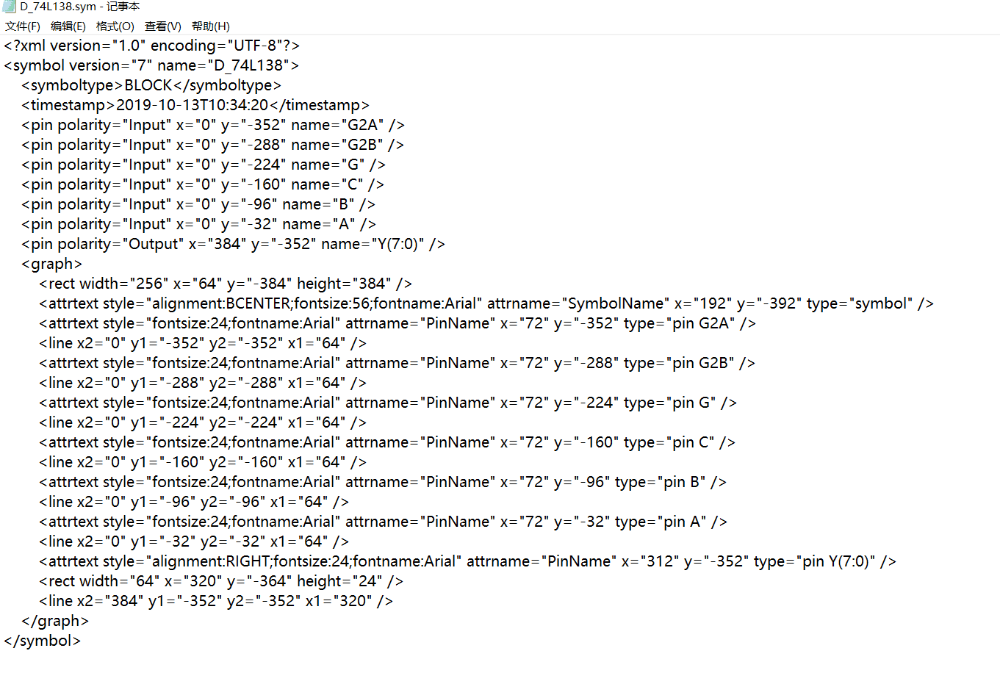 D_74L138.sym - 记事本
文件(F) 编辑(E) 格式(O) 查看(V) 帮助(H)
<?xml version="1.0" encoding="UTF-8"?>
<symbol version="7" name="D_74L138">
    <symboltype>BLOCK</symboltype>
    <timestamp>2019-10-13T10:34:20</timestamp>
    <pin polarity="Input" x="0" y="-352" name="G2A" />
    <pin polarity="Input" x="0" y="-288" name="G2B" />
    <pin polarity="Input" x="0" y="-224" name="G" />
    <pin polarity="Input" x="0" y="-160" name="C" />
    <pin polarity="Input" x="0" y="-96" name="B" />
    <pin polarity="Input" x="0" y="-32" name="A" />
    <pin polarity="Output" x="384" y="-352" name="Y(7:0)" />
    <graph>
        <rect width="256" x="64" y="-384" height="384" />
        <attrtext style="alignment:BCENTER;fontsize:56;fontname:Arial" attrname="SymbolName" x="192" y="-392" type="symbol" />
        <attrtext style="fontsize:24;fontname:Arial" attrname="PinName" x="72" y="-352" type="pin G2A" />
        <line x2="0" y1="-352" y2="-352" x1="64" />
        <attrtext style="fontsize:24;fontname:Arial" attrname="PinName" x="72" y="-288" type="pin G2B" />
        <line x2="0" y1="-288" y2="-288" x1="64" />
        <attrtext style="fontsize:24;fontname:Arial" attrname="PinName" x="72" y="-224" type="pin G" />
        <line x2="0" y1="-224" y2="-224" x1="64" />
        <attrtext style="fontsize:24;fontname:Arial" attrname="PinName" x="72" y="-160" type="pin C" />
        <line x2="0" y1="-160" y2="-160" x1="64" />
        <attrtext style="fontsize:24;fontname:Arial" attrname="PinName" x="72" y="-96" type="pin B" />
        <line x2="0" y1="-96" y2="-96" x1="64" />
        <attrtext style="fontsize:24;fontname:Arial" attrname="PinName" x="72" y="-32" type="pin A" />
        <line x2="0" y1="-32" y2="-32" x1="64" />
        <attrtext style="alignment:RIGHT;fontsize:24;fontname:Arial" attrname="PinName" x="312" y="-352" type="pin Y(7:0)" />
        <rect width="64" x="320" y="-364" height="24" />
        <line x2="384" y1="-352" y2="-352" x1="320" />
    </graph>
</symbol>